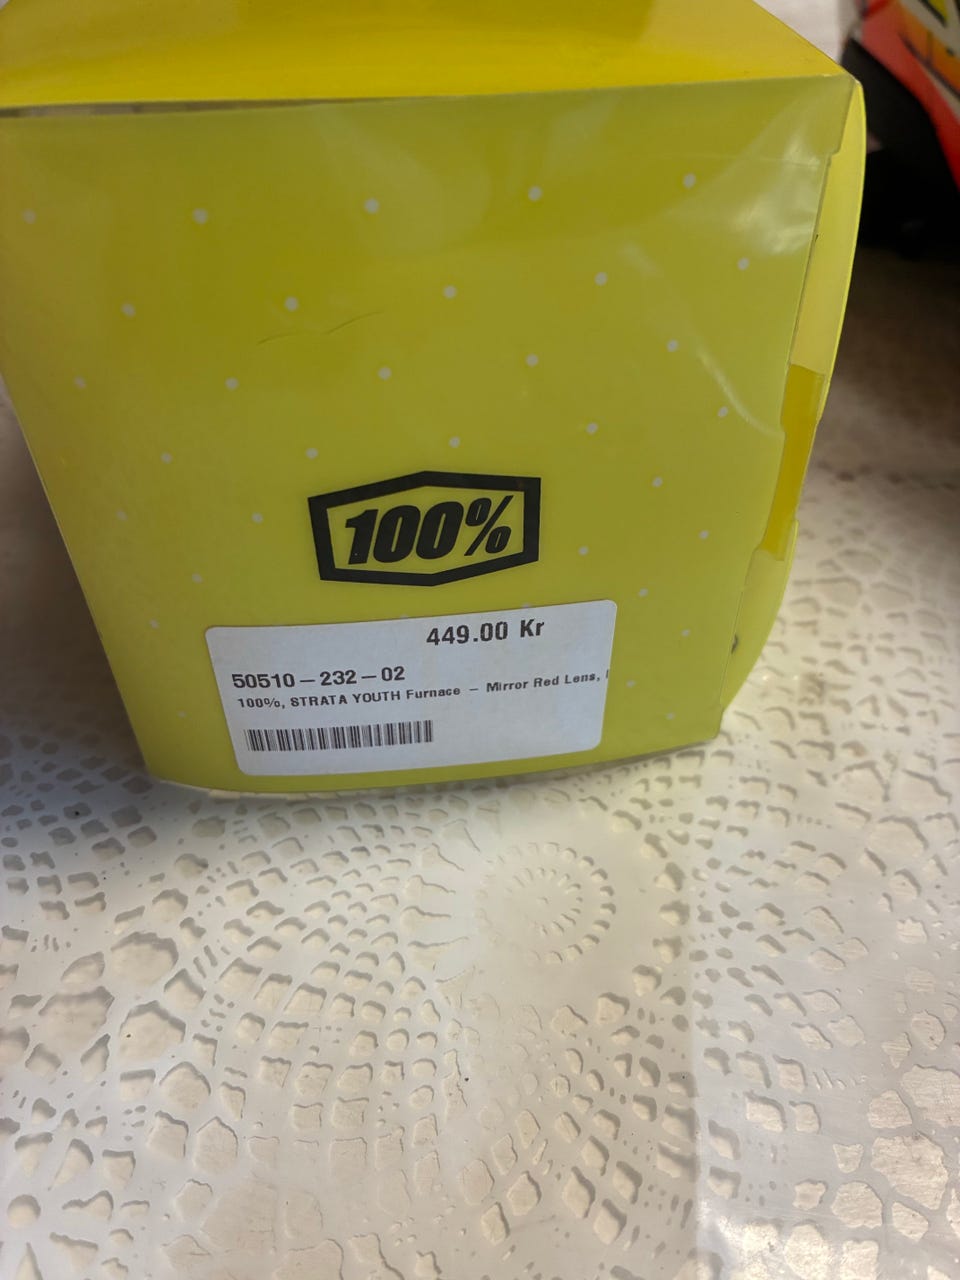 100%
449.00 Kr
50510-232-02
100%, STRATA YOUTH Furnace - Mirror Red Lens,